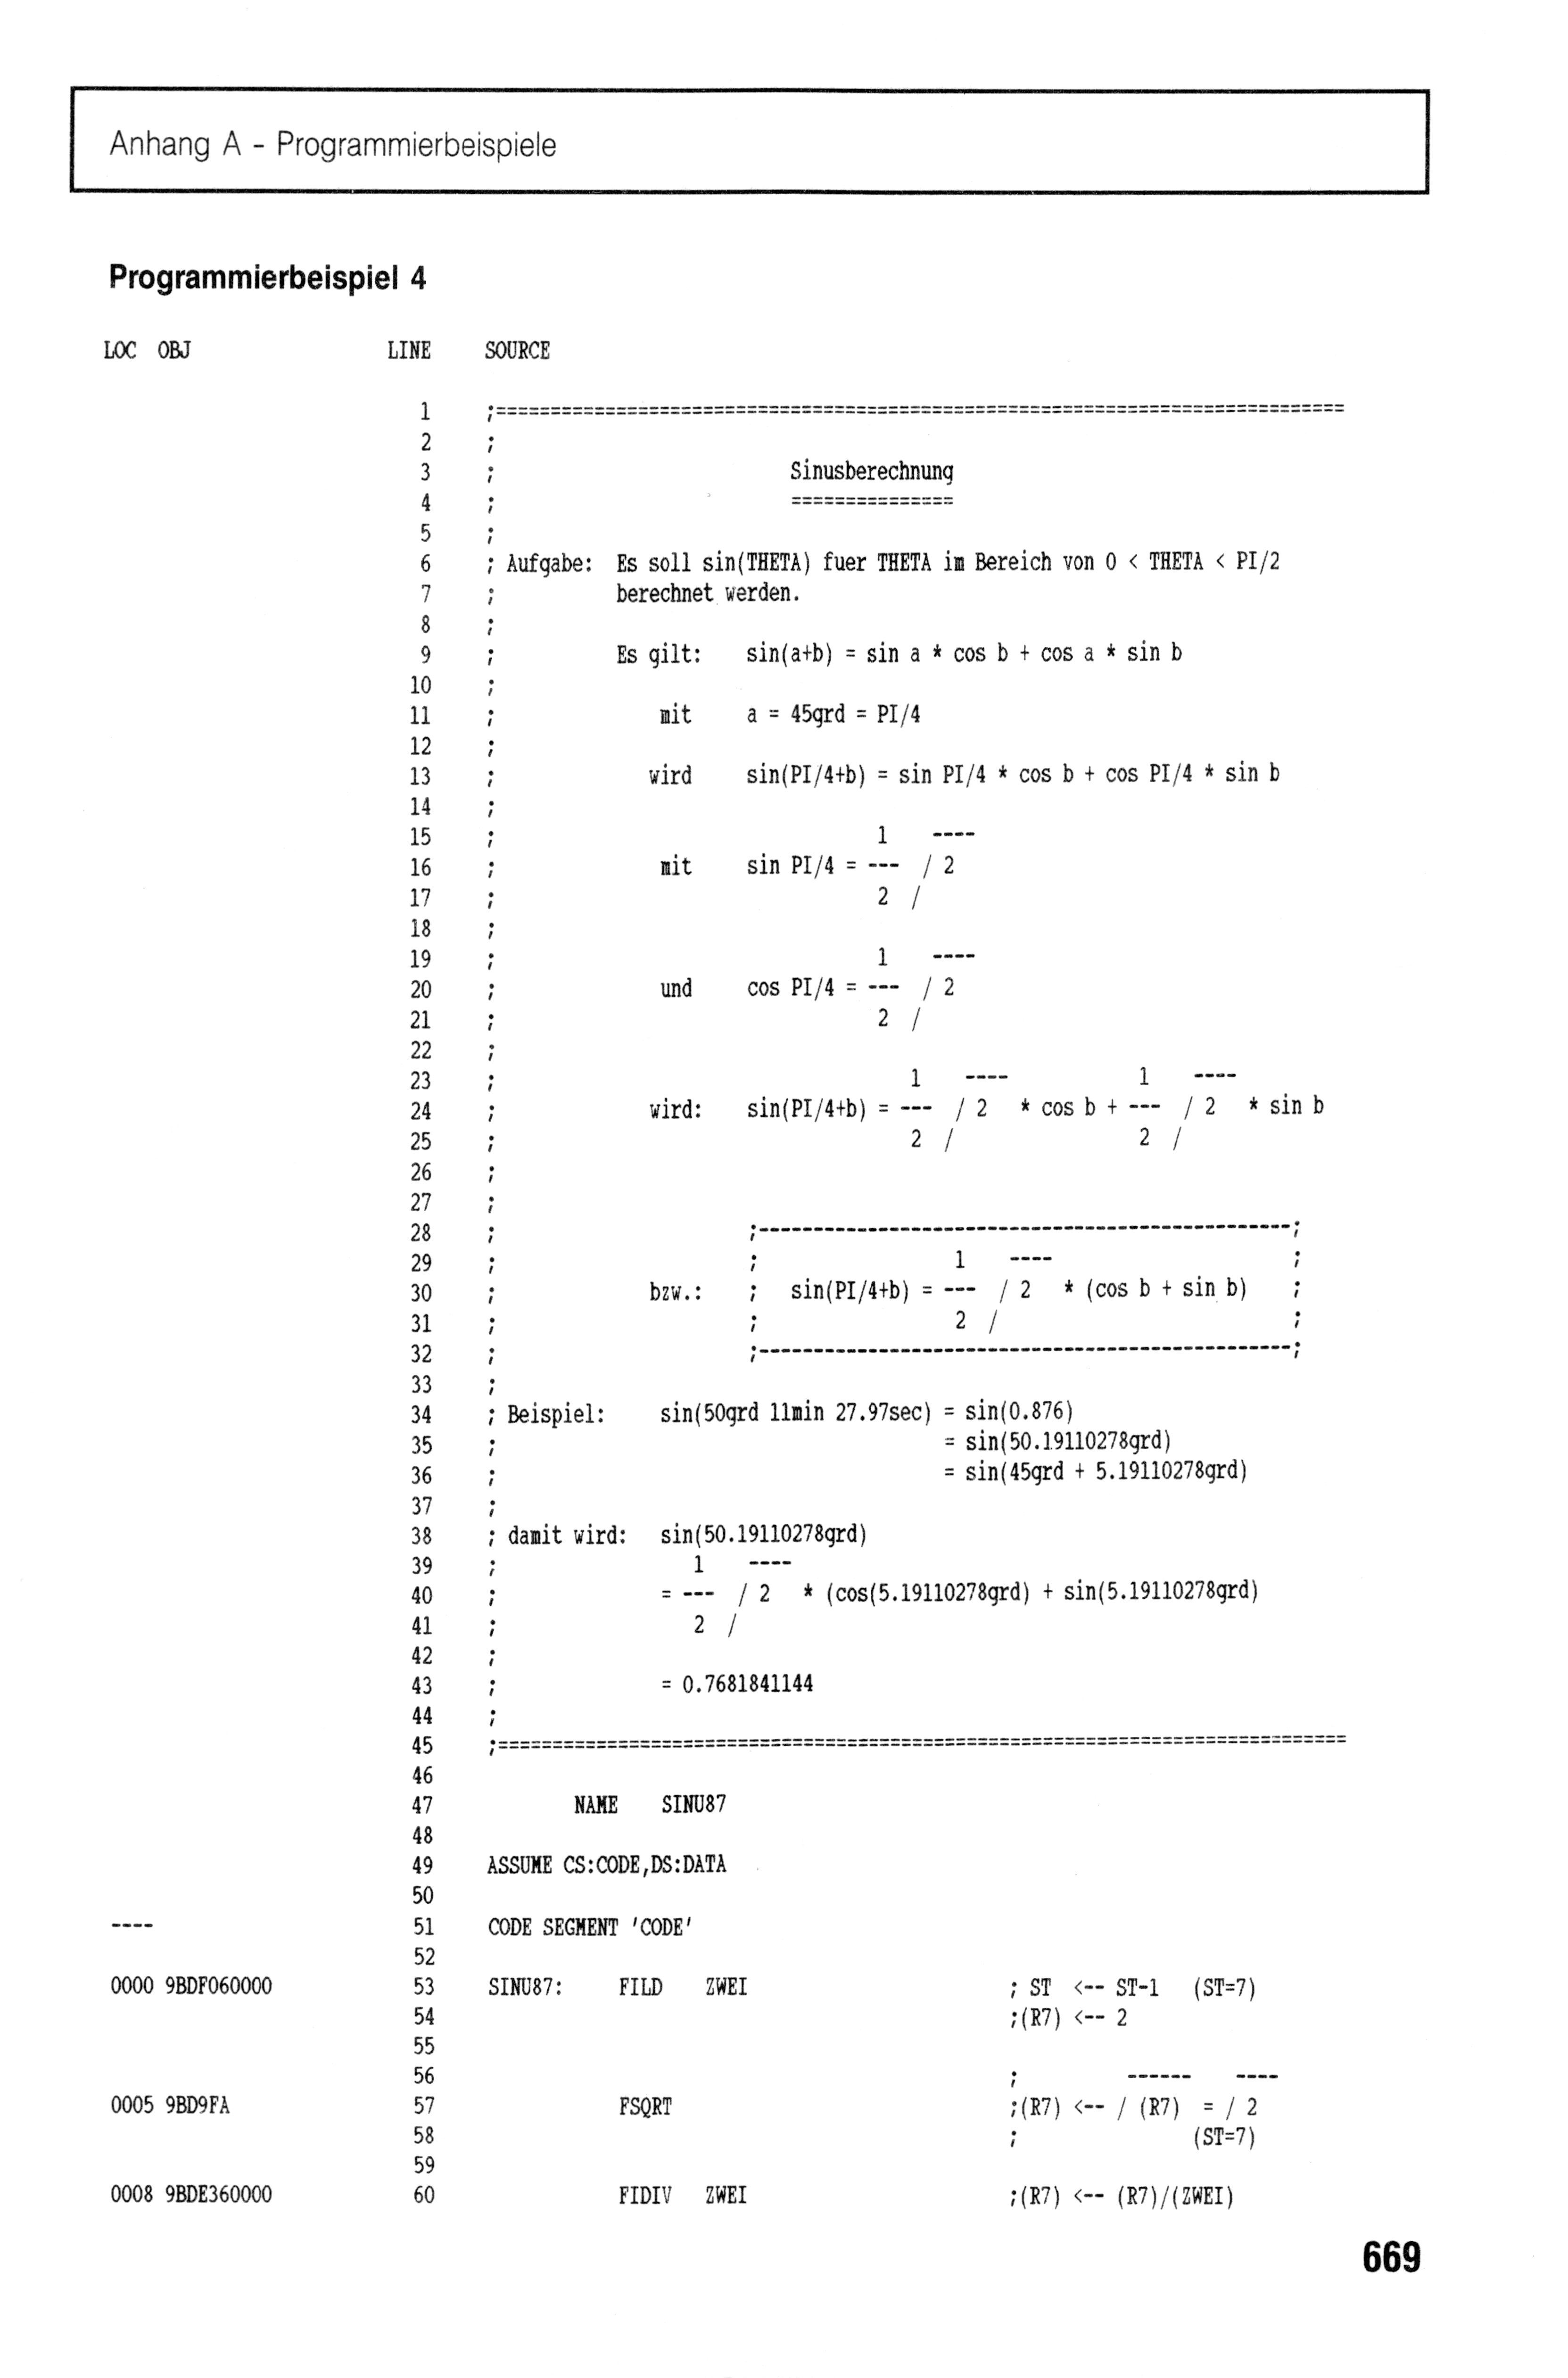 Anhang A - Programmierbeispiele
Programmierbeispiel 4
LOC  OBJ                  LINE     SOURCE
1     ;==============================================================================
2     ;
3     ;                            Sinusberechnung
4     ;                            ===============
5     ;
6     ; Aufgabe:  Es soll sin(THETA) fuer THETA im Bereich von 0 < THETA < PI/2
7     ;           berechnet werden.
8     ;
9     ;           Es gilt:    sin(a+b) = sin a * cos b + cos a * sin b
10     ;
11     ;               mit     a = 45grd = PI/4
12     ;
13     ;              wird     sin(PI/4+b) = sin PI/4 * cos b + cos PI/4 * sin b
14     ;
15     ;                                    1    ----
16     ;               mit     sin PI/4 = ---  / 2
17     ;                                    2  /
18     ;
19     ;                                    1    ----
20     ;               und     cos PI/4 = ---  / 2
21     ;                                    2  /
22     ;
23     ;                                       1    ----            1    ----
24     ;              wird:    sin(PI/4+b) = ---  / 2   * cos b + ---  / 2   * sin b
25     ;                                       2  /                 2  /
26     ;
27     ;
28     ;                       ;-------------------------------------------------;
29     ;                       ;                  1    ----                      ;
30     ;              bzw.:    ;   sin(PI/4+b) = ---  / 2   * (cos b + sin b)    ;
31     ;                       ;                  2  /                           ;
32     ;                       ;-------------------------------------------------;
33     ;
34     ; Beispiel:     sin(50grd 11min 27.97sec) = sin(0.876)
35     ;                                         = sin(50.19110278grd)
36     ;                                         = sin(45grd + 5.19110278grd)
37     ;
38     ; damit wird:   sin(50.19110278grd)
39     ;                  1    ----
40     ;               = ---  / 2   * (cos(5.19110278grd) + sin(5.19110278grd)
41     ;                  2  /
42     ;
43     ;               = 0.7681841144
44     ;
45     ;==============================================================================
46
47             NAME    SINU87
48
49     ASSUME CS:CODE,DS:DATA
50
----                        51     CODE SEGMENT 'CODE'
52
0000 9BDF060000             53     SINU87:     FILD    ZWEI                        ; ST  <-- ST-1   (ST=7)
54                                                     ;(R7) <-- 2
55
56                                                     ;          ------    ----
0005 9BD9FA                 57                 FSQRT                               ;(R7) <-- / (R7)  = / 2
58                                                     ;                (ST=7)
59
0008 9BDE360000             60                 FIDIV   ZWEI                        ;(R7) <-- (R7)/(ZWEI)
669